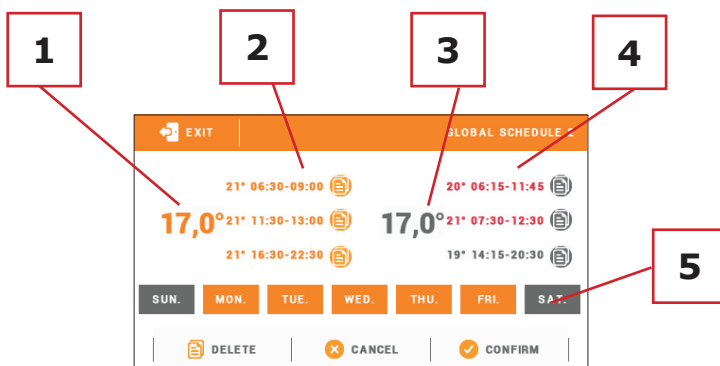 1
2
3
4
EXIT
GLOBAL SCHEDULE 2
21° 06:30-09:00
20° 06:15-11:45
17,0°
21° 11:30-13:00
17,0°
21° 07:30-12:30
21° 16:30-22:30
19° 14:15-20:30
5
SUN. MON. TUE. WED. THU. FRI. SAT.
DELETE
CANCEL
CONFIRM